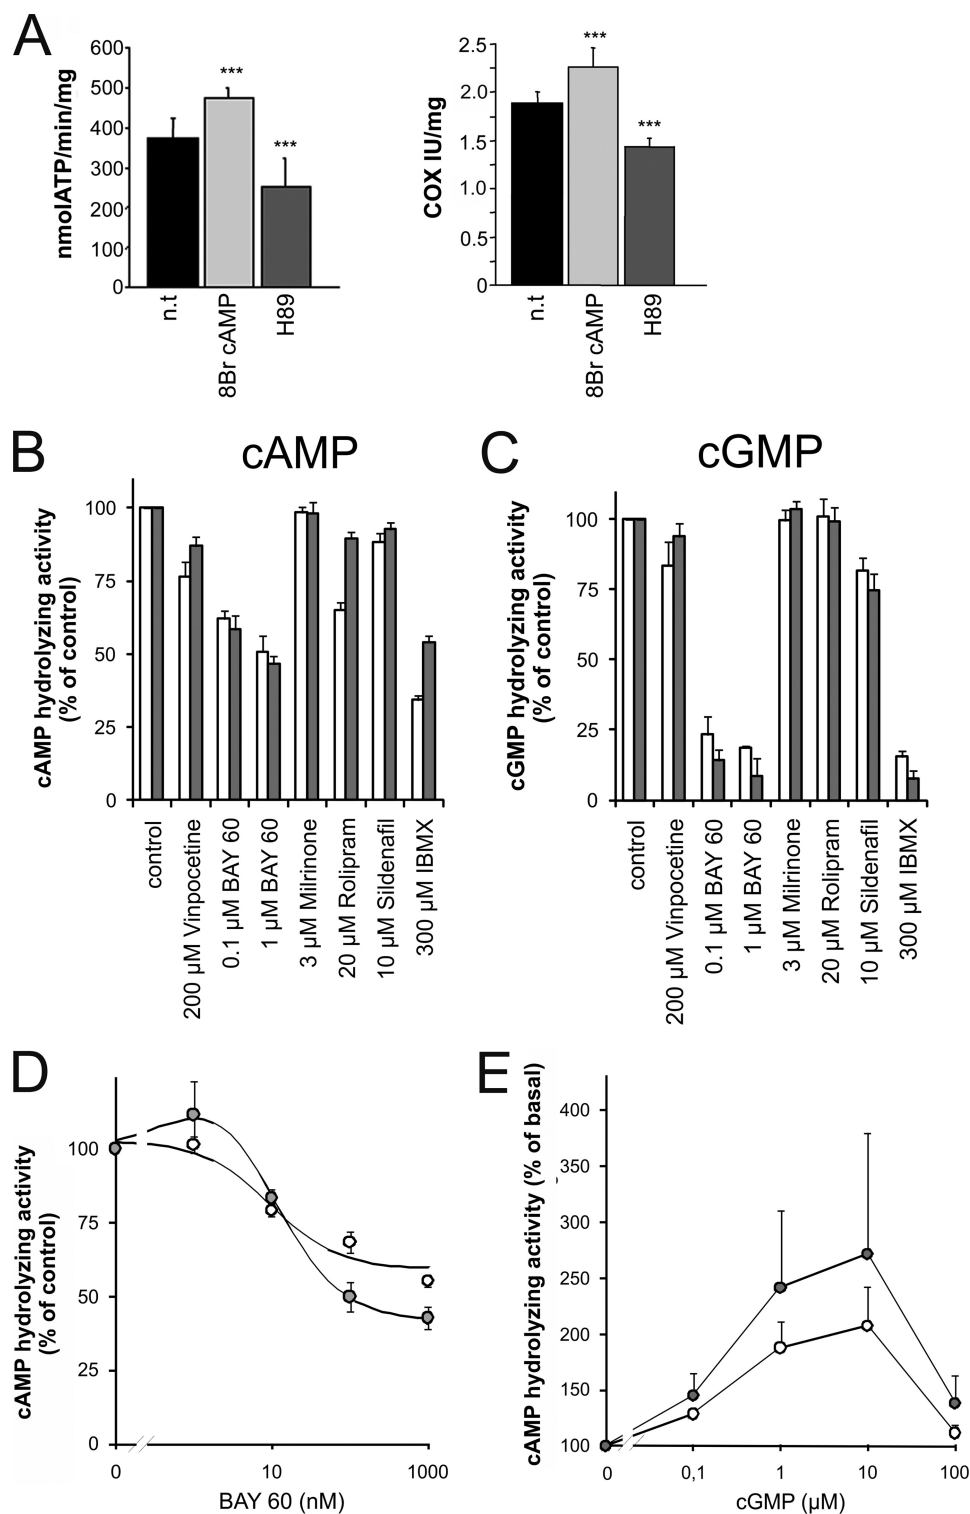 A
600
500
400
300
200
100
0
nmolATP/min/mg
***
***
n.t
8Br cAMP
H89
2.5
2.0
1.5
1.0
0.5
0
COX IU/mg
***
***
n.t
8Br cAMP
H89
B
cAMP
cAMP hydrolyzing activity
(% of control)
100
75
50
25
0
control
200 µM Vinpocetine
0.1 µM BAY 60
1 µM BAY 60
3 µM Milrinone
20 µM Rolipram
10 µM Sildenafil
300 µM IBMX
C
cGMP
cGMP hydrolyzing activity
(% of control)
100
75
50
25
0
control
200 µM Vinpocetine
0.1 µM BAY 60
1 µM BAY 60
3 µM Milrinone
20 µM Rolipram
10 µM Sildenafil
300 µM IBMX
D
cAMP hydrolyzing activity
(% of control)
100
75
50
25
0
0 10 1000
BAY 60 (nM)
E
cAMP hydrolyzing activity (% of basal)
400
350
300
250
200
150
100
0 0,1 1 10 100
cGMP (µM)